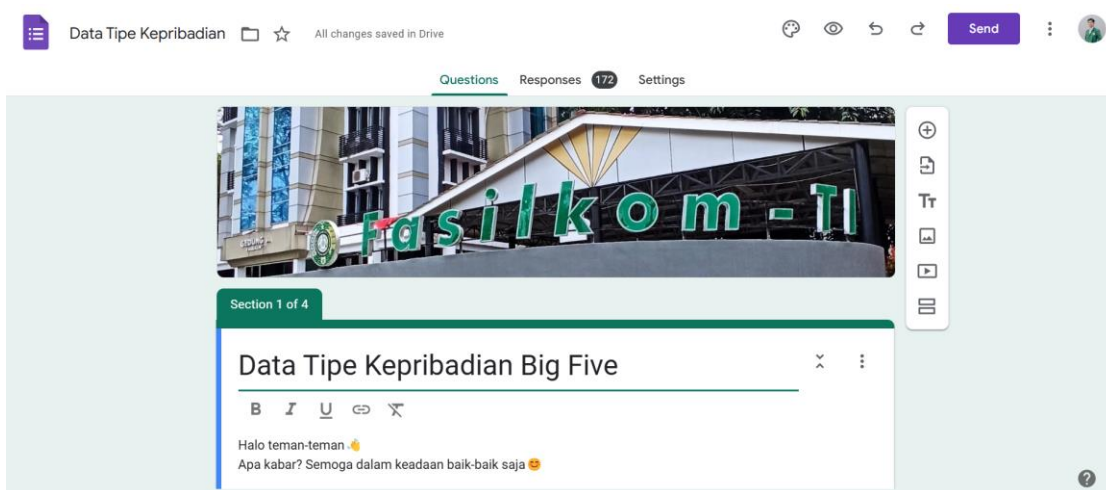 Data Tipe Kepribadian
All changes saved in Drive
Send
Questions
Responses 172
Settings
Fasilkom-TI
Section 1 of 4
Data Tipe Kepribadian Big Five
B I U
Halo teman-teman👋
Apa kabar? Semoga dalam keadaan baik-baik saja😊